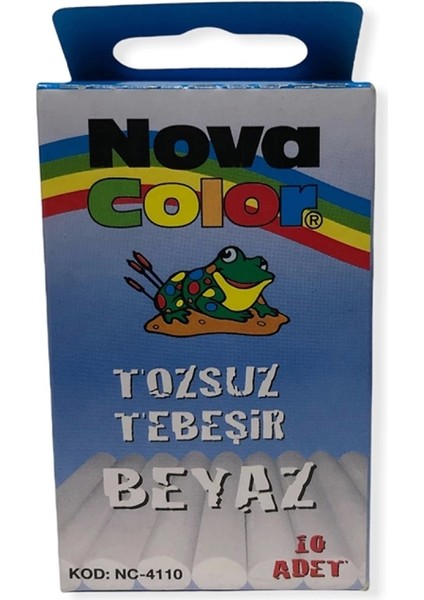 Nova
Color®
TOZSUZ
TEBEŞİR
BEYAZ
10
ADET
KOD: NC-4110